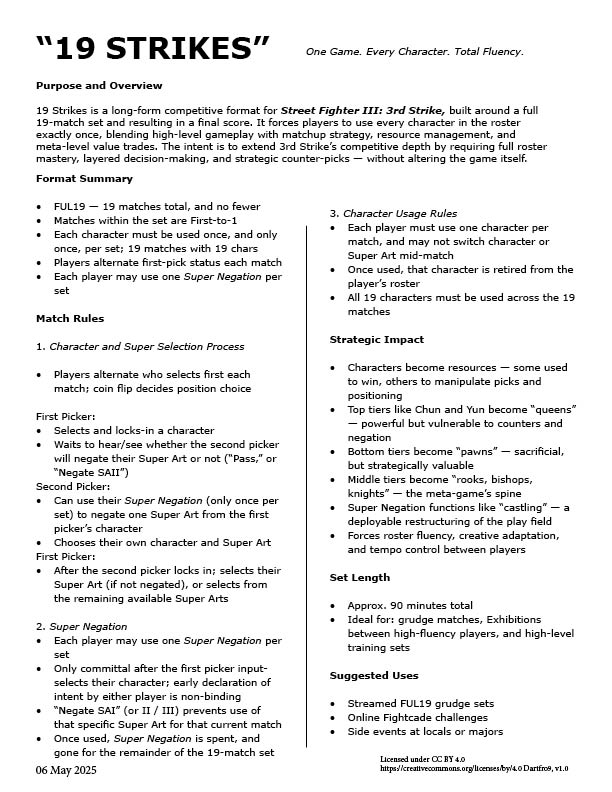 “19 STRIKES”
One Game. Every Character. Total Fluency.
Purpose and Overview
19 Strikes is a long-form competitive format for Street Fighter III: 3rd Strike, built around a full
19-match set and resulting in a final score. It forces players to use every character in the roster
exactly once, blending high-level gameplay with matchup strategy, resource management, and
meta-level value trades. The intent is to extend 3rd Strike’s competitive depth by requiring full roster
mastery, layered decision-making, and strategic counter-picks — without altering the game itself.
Format Summary
• FUL19 — 19 matches total, and no fewer
• Matches within the set are First-to-1
• Each character must be used once, and only
once, per set; 19 matches with 19 chars
• Players alternate first-pick status each match
• Each player may use one Super Negation per
set
Match Rules
1. Character and Super Selection Process
• Players alternate who selects first each
match; coin flip decides position choice
First Picker:
• Selects and locks-in a character
• Waits to hear/see whether the second picker
will negate their Super Art or not (“Pass,” or
“Negate SAII”)
Second Picker:
• Can use their Super Negation (only once per
set) to negate one Super Art from the first
picker’s character
• Chooses their own character and Super Art
First Picker:
• After the second picker locks in; selects their
Super Art (if not negated), or selects from
the remaining available Super Arts
2. Super Negation
• Each player may use one Super Negation per
set
• Only committal after the first picker input-
selects their character; early declaration of
intent by either player is non-binding
• “Negate SAI” (or II / III) prevents use of
that specific Super Art for that current match
• Once used, Super Negation is spent, and
gone for the remainder of the 19-match set
06 May 2025
3. Character Usage Rules
• Each player must use one character per
match, and may not switch character or
Super Art mid-match
• Once used, that character is retired from the
player’s roster
• All 19 characters must be used across the 19
matches
Strategic Impact
• Characters become resources — some used
to win, others to manipulate picks and
positioning
• Top tiers like Chun and Yun become “queens”
— powerful but vulnerable to counters and
negation
• Bottom tiers become “pawns” — sacrificial,
but strategically valuable
• Middle tiers become “rooks, bishops,
knights” — the meta-game’s spine
• Super Negation functions like “castling” — a
deployable restructuring of the play field
• Forces roster fluency, creative adaptation,
and tempo control between players
Set Length
• Approx. 90 minutes total
• Ideal for: grudge matches, Exhibitions
between high-fluency players, and high-level
training sets
Suggested Uses
• Streamed FUL19 grudge sets
• Online Fightcade challenges
• Side events at locals or majors
Licensed under CC BY 4.0
https://creativecommons.org/licenses/by/4.0 Dartfro9, v1.0